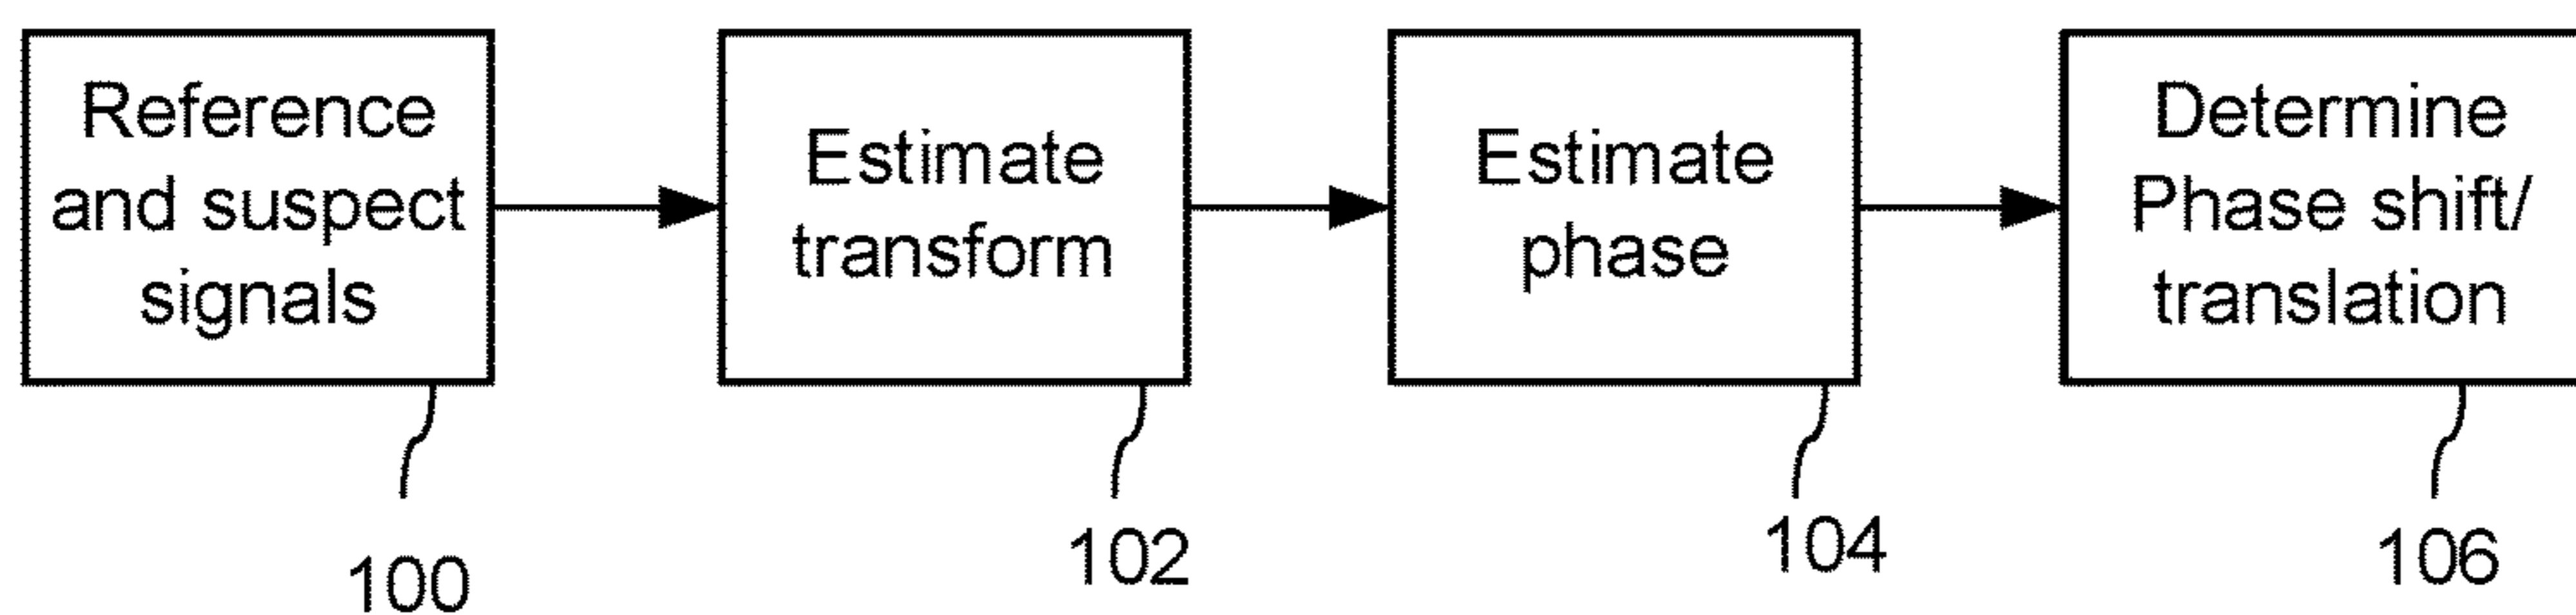 Reference
and suspect
signals
Estimate
transform
Estimate
phase
Determine
Phase shift/
translation
100
102
104
106